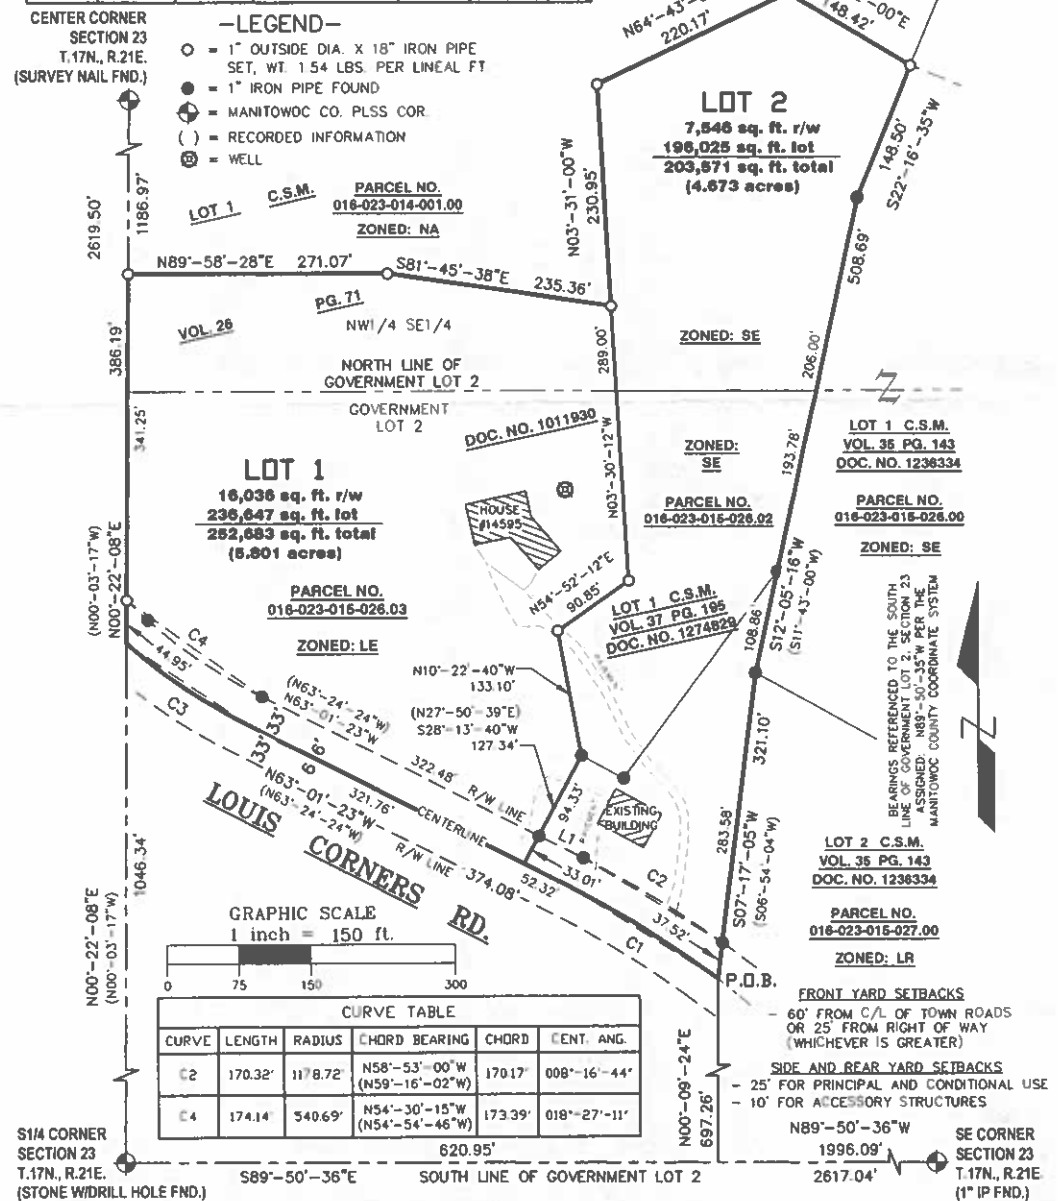 CENTER CORNER
SECTION 23
T.17N., R.21E.
(SURVEY NAIL FND.)
-LEGEND-
= 1" OUTSIDE DIA. X 18" IRON PIPE
SET, WT. 1.54 LBS. PER LINEAL FT
= 1" IRON PIPE FOUND
= MANITOWOC CO. PLSS COR.
( ) = RECORDED INFORMATION
= WELL
220.17'
148.42'
LOT 2
7,546 sq. ft. r/w
196,025 sq. ft. lot
203,571 sq. ft. total
(4.673 acres)
148.50'
S22°-16'-35"W
508.69'
206.00'
193.78'
N03°-31'-00"W
230.95'
2619.50'
1186.97'
LOT 1 C.S.M.
VOL. 26 PG. 71
PARCEL NO.
016-023-014-001.00
ZONED: NA
N89°-58'-28"E 271.07'
S81°-45'-38"E 235.36'
NW1/4 SE1/4
386.19'
NORTH LINE OF
GOVERNMENT LOT 2
GOVERNMENT
LOT 2
341.25'
289.00'
N03°-30'-12"W
ZONED: SE
DOC. NO. 1011930
LOT 1
16,036 sq. ft. r/w
236,647 sq. ft. lot
252,683 sq. ft. total
(5.801 acres)
PARCEL NO.
016-023-015-026.03
ZONED: LE
HOUSE
#14595
ZONED:
SE
PARCEL NO.
016-023-015-026.02
LOT 1 C.S.M.
VOL. 35 PG. 143
DOC. NO. 1236334
PARCEL NO.
016-023-015-026.00
ZONED: SE
N54°-52'-12"E
90.85'
LOT 1 C.S.M.
VOL. 37 PG. 195
DOC. NO. 1274829
108.86'
S12°-05'-16"W
(S11°-43'-00"W)
BEARINGS REFERENCED TO THE SOUTH
LINE OF GOVERNMENT LOT 2, SECTION 23
ASSIGNED: N89°-50'-35"W PER THE
MANITOWOC COUNTY COORDINATE SYSTEM
(N00°-03'-17"W)
N00°-22'-08"E
C4
44.95'
C3
33' 33'
6 6'
(N63°-24'-24"W)
N63°-01'-23"W
322.48'
R/W LINE
N10°-22'-40"W
133.10'
(N27°-50'-39"E)
S28°-13'-40"W
127.34'
94.33'
EXISTING
BUILDING
L1
33.01'
C2
37.52'
321.10'
283.58'
S07°-17'-05"W
(S06°-54'-04"W)
N63°-01'-23"W
(N63°-24'-24"W)
321.76'
CENTERLINE
R/W LINE
374.08'
52.32'
C1
LOUIS CORNERS RD.
P.O.B.
LOT 2 C.S.M.
VOL. 35 PG. 143
DOC. NO. 1236334
PARCEL NO.
016-023-015-027.00
ZONED: LR
1046.34'
N00°-22'-08"E
(N00°-03'-17"W)
GRAPHIC SCALE
1 inch = 150 ft.
0 75 150 300
FRONT YARD SETBACKS
- 60' FROM C/L OF TOWN ROADS
OR 25' FROM RIGHT OF WAY
(WHICHEVER IS GREATER)
SIDE AND REAR YARD SETBACKS
- 25' FOR PRINCIPAL AND CONDITIONAL USE
- 10' FOR ACCESSORY STRUCTURES
CURVE TABLE
CURVE LENGTH RADIUS CHORD BEARING CHORD CENT. ANG.
C2 170.32' 1178.72' N58°-53'-00"W 170.17' 008°-16'-44"
(N59°-16'-02"W)
C4 174.14' 540.69' N54°-30'-15"W 173.39' 018°-27'-11"
(N54°-54'-46"W)
N00°-09'-24"E
697.26'
S1/4 CORNER
SECTION 23
T.17N., R.21E.
(STONE W/DRILL HOLE FND.)
620.95'
S89°-50'-36"E SOUTH LINE OF GOVERNMENT LOT 2
N89°-50'-36"W
1996.09'
2617.04'
SE CORNER
SECTION 23
T.17N., R.21E.
(1" IP FND.)